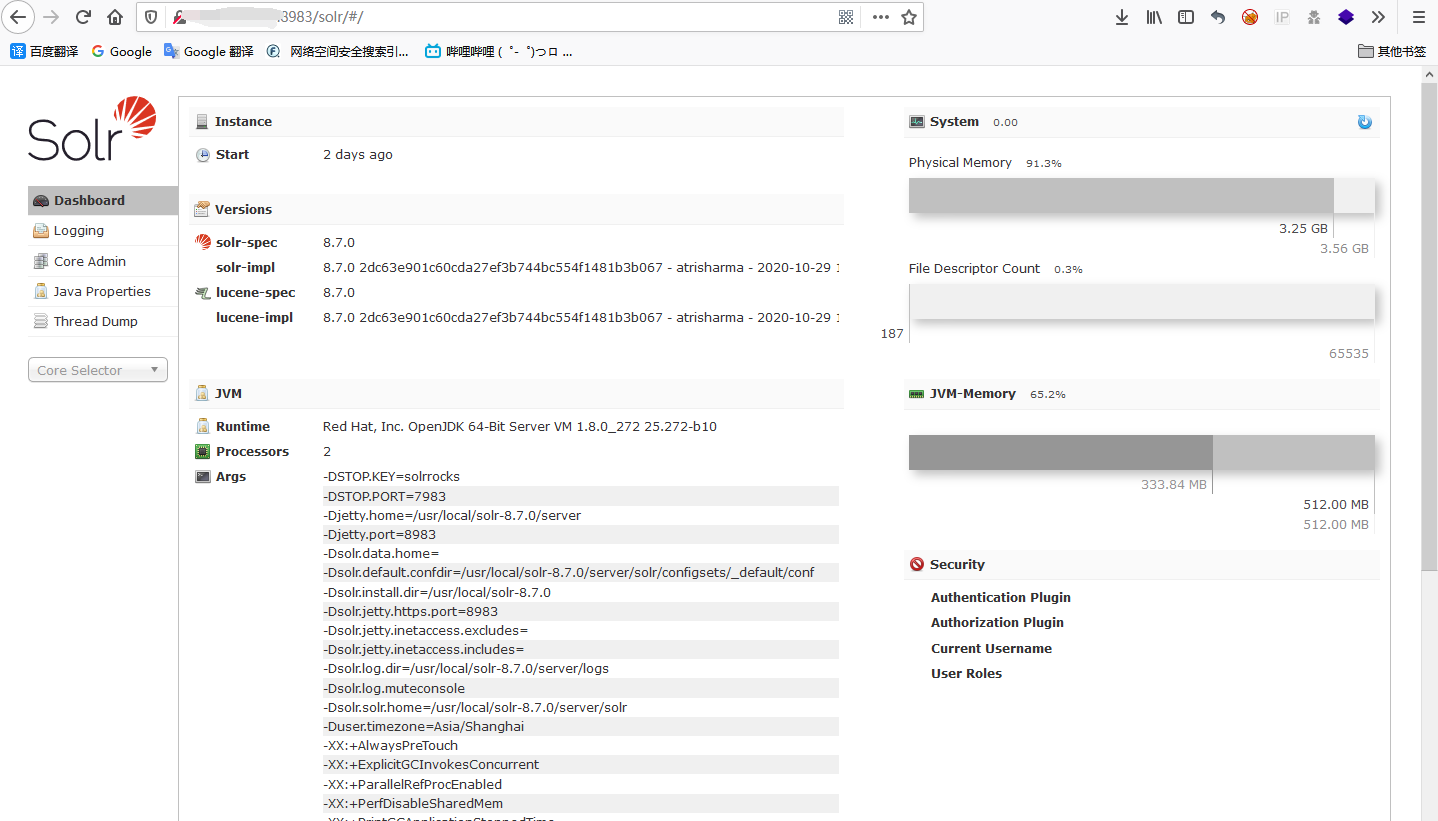 :8983/solr/#/
IP
百度翻译
Google
Google 翻译
网络空间安全搜索引...
哔哩哔哩 ( ゜- ゜)つロ ...
其他书签
Solr
Dashboard
Logging
Core Admin
Java Properties
Thread Dump
Core Selector
Instance
Start 2 days ago
Versions
solr-spec 8.7.0
solr-impl 8.7.0 2dc63e901c60cda27ef3b744bc554f1481b3b067 - atrisharma - 2020-10-29
lucene-spec 8.7.0
lucene-impl 8.7.0 2dc63e901c60cda27ef3b744bc554f1481b3b067 - atrisharma - 2020-10-29
JVM
Runtime Red Hat, Inc. OpenJDK 64-Bit Server VM 1.8.0_272 25.272-b10
Processors 2
Args -DSTOP.KEY=solrrocks
-DSTOP.PORT=7983
-Djetty.home=/usr/local/solr-8.7.0/server
-Djetty.port=8983
-Dsolr.data.home=
-Dsolr.default.confdir=/usr/local/solr-8.7.0/server/solr/configsets/_default/conf
-Dsolr.install.dir=/usr/local/solr-8.7.0
-Dsolr.jetty.https.port=8983
-Dsolr.jetty.inetaccess.excludes=
-Dsolr.jetty.inetaccess.includes=
-Dsolr.log.dir=/usr/local/solr-8.7.0/server/logs
-Dsolr.log.muteconsole
-Dsolr.solr.home=/usr/local/solr-8.7.0/server/solr
-Duser.timezone=Asia/Shanghai
-XX:+AlwaysPreTouch
-XX:+ExplicitGCInvokesConcurrent
-XX:+ParallelRefProcEnabled
-XX:+PerfDisableSharedMem
System 0.00
Physical Memory 91.3%
3.25 GB
3.56 GB
File Descriptor Count 0.3%
187
65535
JVM-Memory 65.2%
333.84 MB
512.00 MB
512.00 MB
Security
Authentication Plugin
Authorization Plugin
Current Username
User Roles